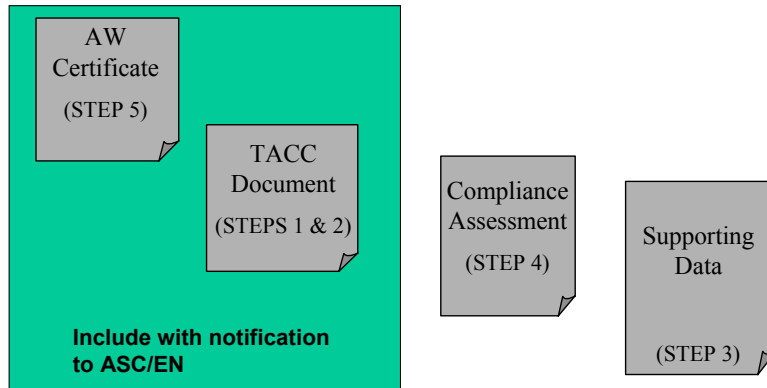 AW
Certificate
(STEP 5)
TACC
Document
(STEPS 1 & 2)
Compliance
Assessment
(STEP 4)
Supporting
Data
(STEP 3)
Include with notification
to ASC/EN